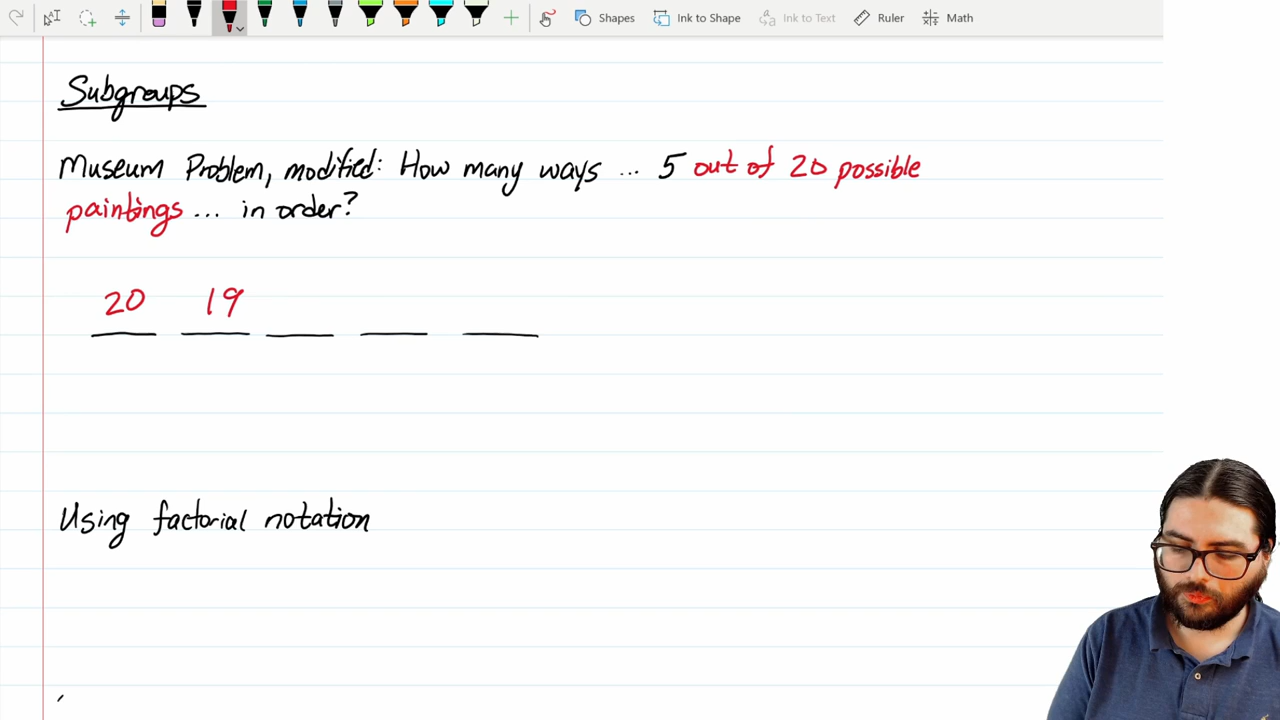 Shapes
Ink to Shape
Ink to Text
Ruler
Math
Subgroups
Museum Problem, modified: How many ways ... 5 out of 20 possible
paintings ... in order?
20 19
Using factorial notation